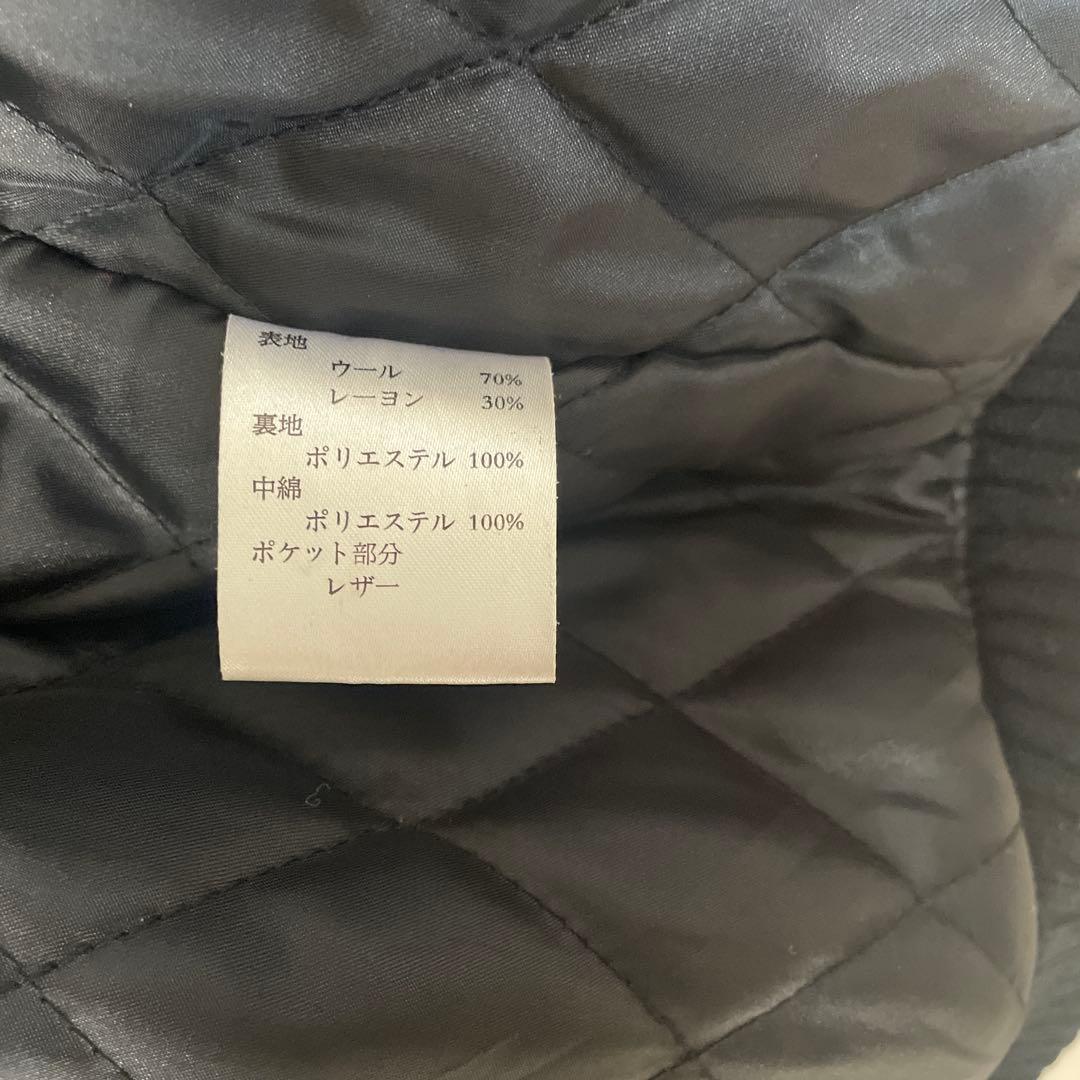 表地
ウール 70%
レーヨン 30%
裏地
ポリエステル 100%
中綿
ポリエステル 100%
ポケット部分
レザー